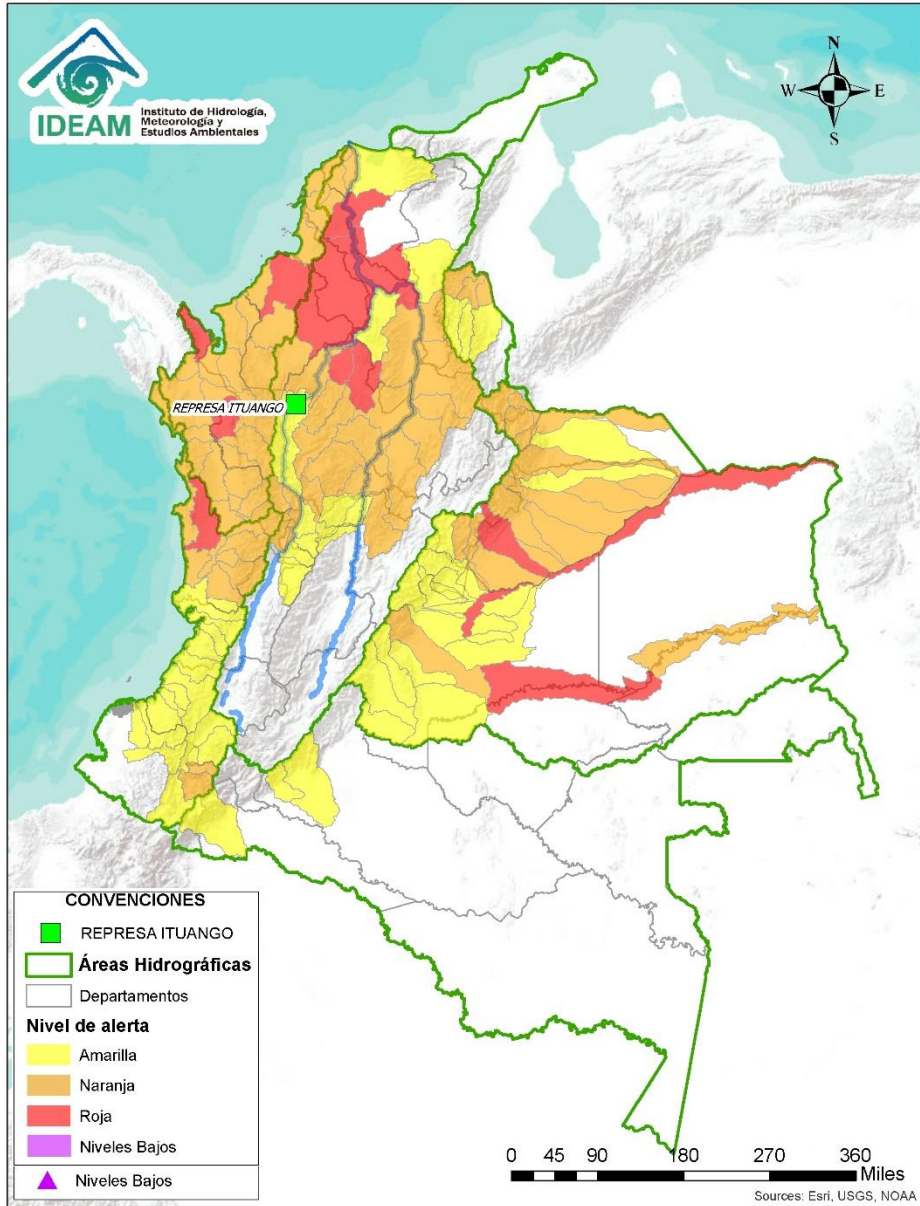 IDEAM
Instituto de Hidrología,
Meteorología y
Estudios Ambientales
N
W
E
S
REPRESA ITUANGO
CONVENCIONES
REPRESA ITUANGO
Áreas Hidrográficas
Departamentos
Nivel de alerta
Amarilla
Naranja
Roja
Niveles Bajos
Niveles Bajos
0 45 90 180 270 360
Miles
Sources: Esri, USGS, NOAA